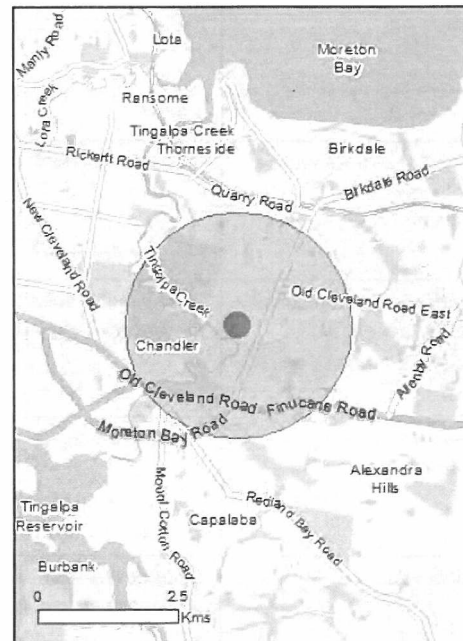 Manly Road
Lota
Moreton
Bay
Lota Creek
Ransome
Tingalpa Creek
Thorneside
Birkdale
Rickertt Road
Quarry Road
Birkdale Road
New Cleveland Road
Tingalpa Creek
Old Cleveland Road East
Chandler
Allenby Road
Old Cleveland Road
Finucane Road
Moreton Bay Road
Mount Cotton Road
Alexandra
Hills
Tingalpa
Reservoir
Capalaba
Redland Bay Road
Burbank
0
2.5
Kms